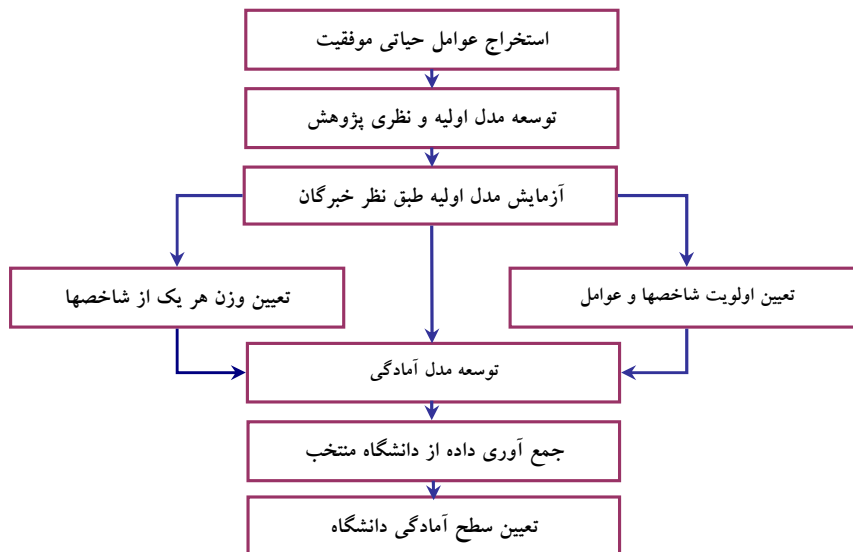 استخراج عوامل حیاتی موفقیت
توسعه مدل اولیه و نظری پژوهش
آزمایش مدل اولیه طبق نظر خبرگان
تعیین اولویت شاخصها و عوامل
تعیین وزن هر یک از شاخصها
توسعه مدل آمادگی
جمع آوری داده از دانشگاه منتخب
تعیین سطح آمادگی دانشگاه